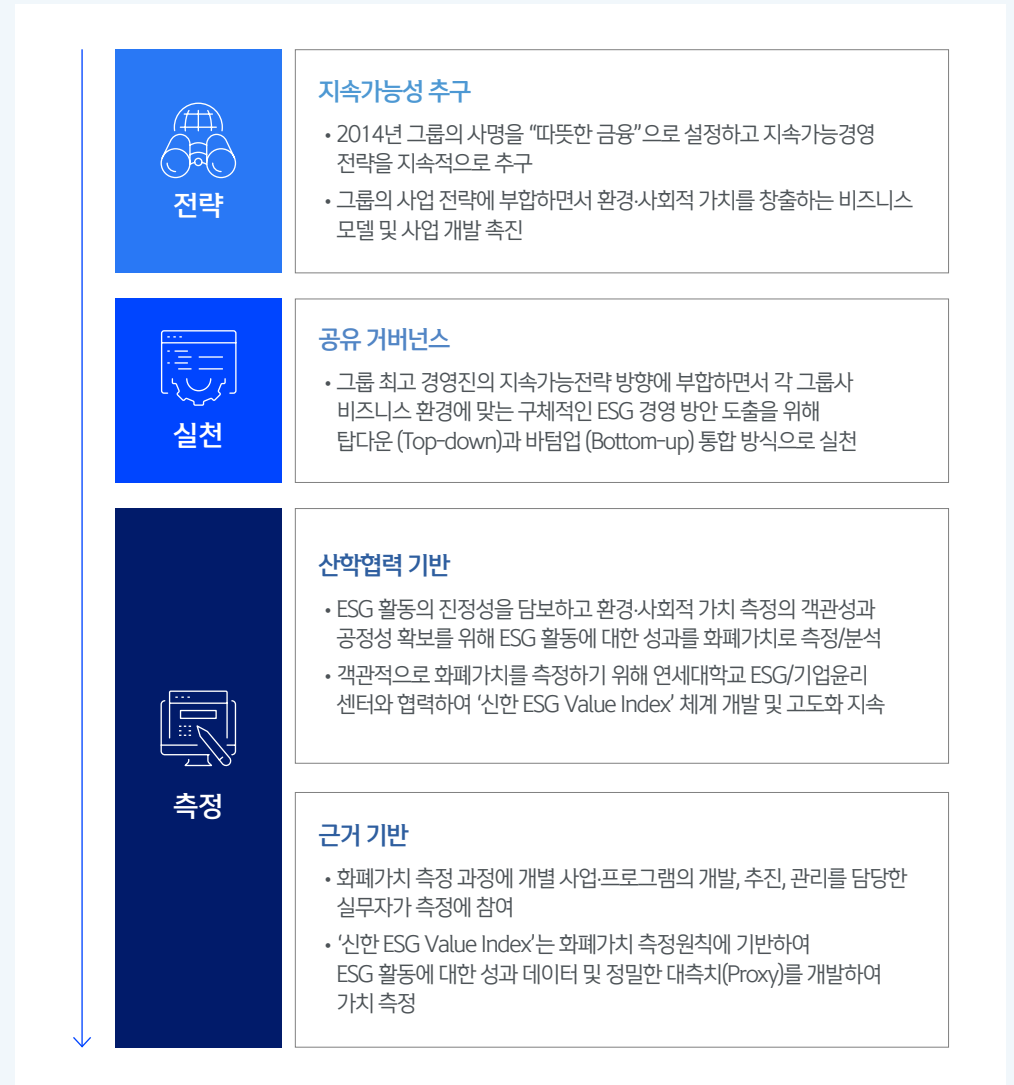 전략
지속가능성 추구
• 2014년 그룹의 사명을 “따뜻한 금융”으로 설정하고 지속가능경영
전략을 지속적으로 추구
• 그룹의 사업 전략에 부합하면서 환경·사회적 가치를 창출하는 비즈니스
모델 및 사업 개발 촉진
실천
공유 거버넌스
• 그룹 최고 경영진의 지속가능전략 방향에 부합하면서 각 그룹사
비즈니스 환경에 맞는 구체적인 ESG 경영 방안 도출을 위해
탑다운 (Top-down)과 바텀업 (Bottom-up) 통합 방식으로 실천
측정
산학협력 기반
• ESG 활동의 진정성을 담보하고 환경·사회적 가치 측정의 객관성과
공정성 확보를 위해 ESG 활동에 대한 성과를 화폐가치로 측정/분석
• 객관적으로 화폐가치를 측정하기 위해 연세대학교 ESG/기업윤리
센터와 협력하여 ‘신한 ESG Value Index’ 체계 개발 및 고도화 지속
근거 기반
• 화폐가치 측정 과정에 개별 사업·프로그램의 개발, 추진, 관리를 담당한
실무자가 측정에 참여
• ‘신한 ESG Value Index’는 화폐가치 측정원칙에 기반하여
ESG 활동에 대한 성과 데이터 및 정밀한 대측치(Proxy)를 개발하여
가치 측정